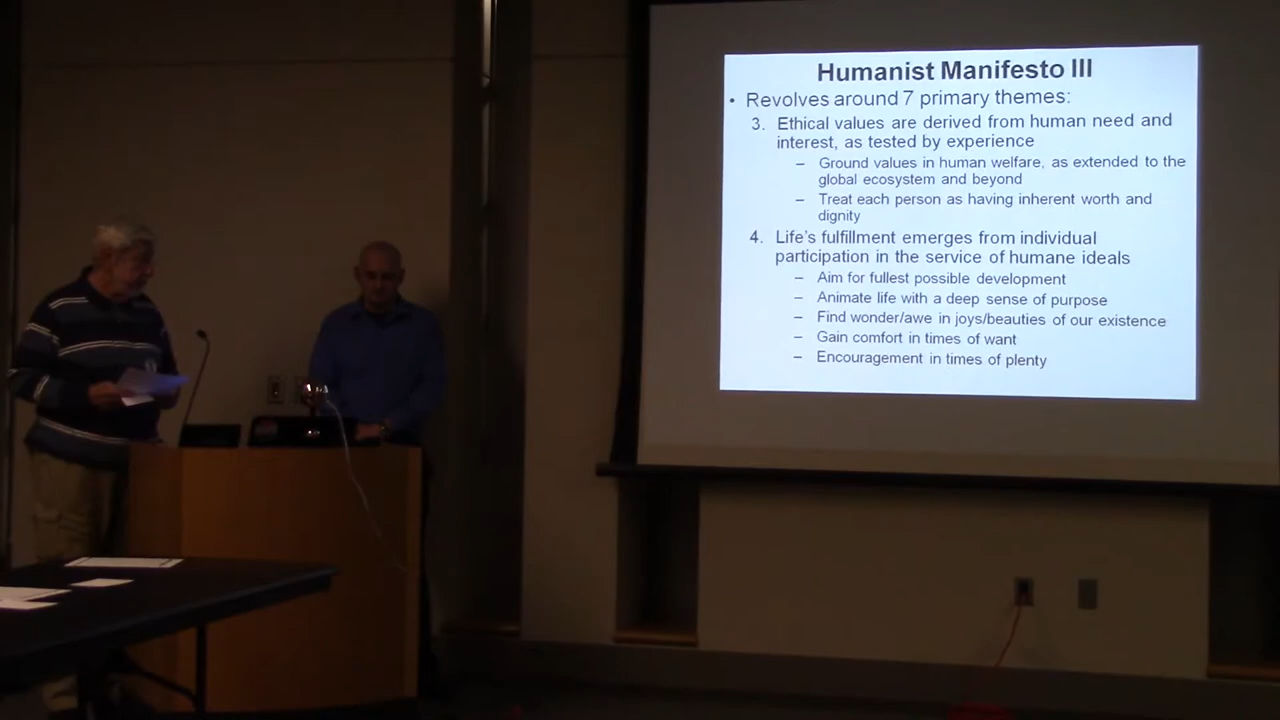 Humanist Manifesto III
• Revolves around 7 primary themes:
3. Ethical values are derived from human need and
interest, as tested by experience
– Ground values in human welfare, as extended to the
global ecosystem and beyond
– Treat each person as having inherent worth and
dignity
4. Life's fulfillment emerges from individual
participation in the service of humane ideals
– Aim for fullest possible development
– Animate life with a deep sense of purpose
– Find wonder/awe in joys/beauties of our existence
– Gain comfort in times of want
– Encouragement in times of plenty